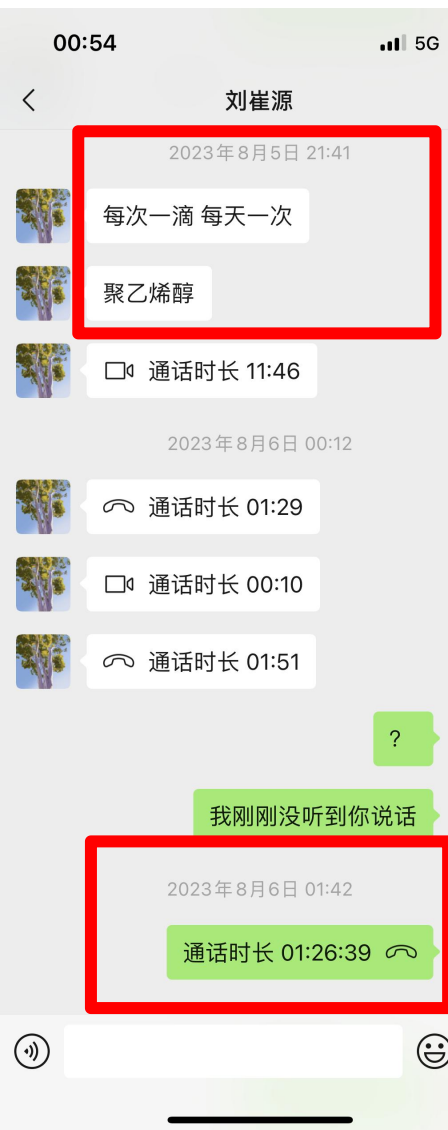 00:54
5G
刘崔源
2023年8月5日 21:41
每次一滴 每天一次
聚乙烯醇
通话时长 11:46
2023年8月6日 00:12
通话时长 01:29
通话时长 00:10
通话时长 01:51
?
我刚刚没听到你说话
2023年8月6日 01:42
通话时长 01:26:39